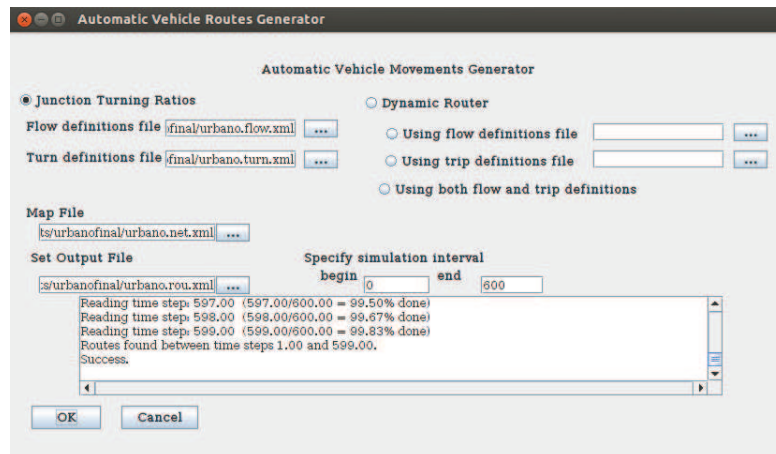 Automatic Vehicle Routes Generator
Automatic Vehicle Movements Generator
Junction Turning Ratios
Dynamic Router
Flow definitions file final/urbano.flow.xml ...
Using flow definitions file ...
Turn definitions file final/urbano.turn.xml ...
Using trip definitions file ...
Using both flow and trip definitions
Map File
ts/urbanofinal/urbano.net.xml ...
Set Output File
Specify simulation interval
:s/urbanofinal/urbano.rou.xml ...
begin 0 end 600
Reading time step: 597.00 (597.00/600.00 = 99.50% done)
Reading time step: 598.00 (598.00/600.00 = 99.67% done)
Reading time step: 599.00 (599.00/600.00 = 99.83% done)
Routes found between time steps 1.00 and 599.00.
Success.
OK Cancel